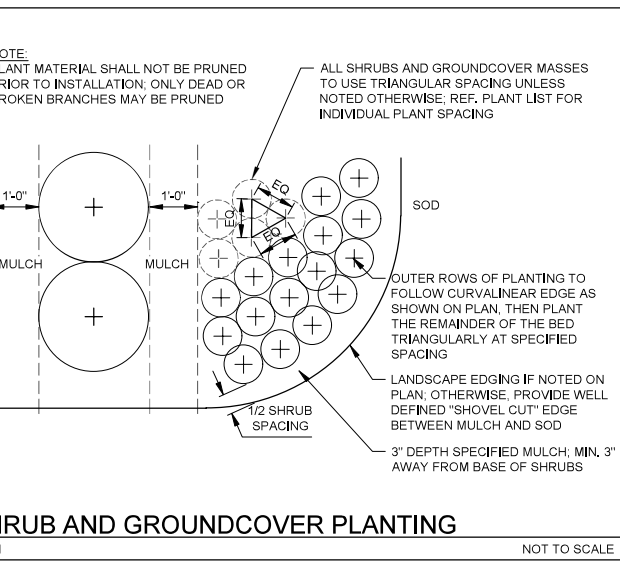 OTE:
LANT MATERIAL SHALL NOT BE PRUNED
RIOR TO INSTALLATION; ONLY DEAD OR
ROKEN BRANCHES MAY BE PRUNED
ALL SHRUBS AND GROUNDCOVER MASSES
TO USE TRIANGULAR SPACING UNLESS
NOTED OTHERWISE; REF. PLANT LIST FOR
INDIVIDUAL PLANT SPACING
1'-0"
1'-0"
EQ
EQ
EQ
SOD
MULCH
MULCH
OUTER ROWS OF PLANTING TO
FOLLOW CURVALINEAR EDGE AS
SHOWN ON PLAN, THEN PLANT
THE REMAINDER OF THE BED
TRIANGULARLY AT SPECIFIED
SPACING
LANDSCAPE EDGING IF NOTED ON
PLAN; OTHERWISE, PROVIDE WELL
DEFINED "SHOVEL CUT" EDGE
BETWEEN MULCH AND SOD
1/2 SHRUB
SPACING
3" DEPTH SPECIFIED MULCH; MIN. 3"
AWAY FROM BASE OF SHRUBS
HRUB AND GROUNDCOVER PLANTING
NOT TO SCALE